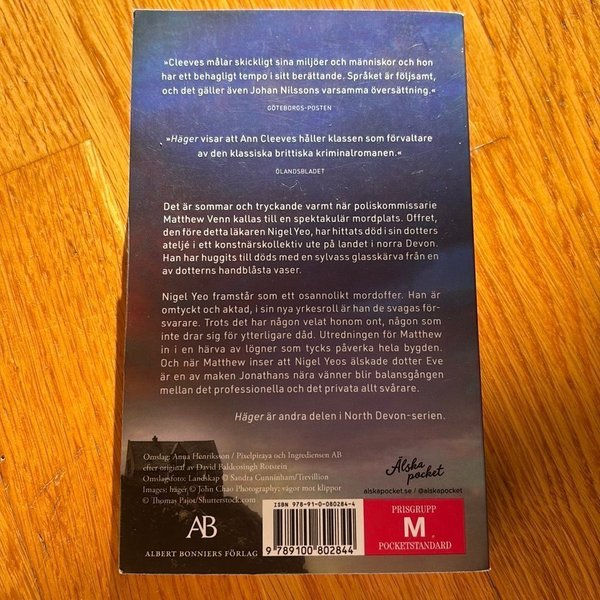 »Cleeves målar skickligt sina miljöer och människor och hon
har ett behagligt tempo i sitt berättande. Språket är följsamt,
och det gäller även Johan Nilssons varsamma översättning.«
GÖTEBORGS-POSTEN
»Häger visar att Ann Cleeves håller klassen som förvaltare
av den klassiska brittiska kriminalromanen.«
ÖLANDSBLADET
Det är sommar och tryckande varmt när poliskommissarie
Matthew Venn kallas till en spektakulär mordplats. Offret,
den före detta läkaren Nigel Yeo, har hittats död i sin dotters
ateljé i ett konstnärskollektiv ute på landet i norra Devon.
Han har huggits till döds med en sylvass glasskärva från en
av dotterns handblåsta vaser.
Nigel Yeo framstår som ett osannolikt mordoffer. Han är
omtyckt och aktad, i sin nya yrkesroll är han de svagas för-
svarare. Trots det har någon velat honom ont, någon som
inte drar sig för ytterligare dåd. Utredningen för Matthew
in i en härva av lögner som tycks påverka hela bygden.
Och när Matthew inser att Nigel Yeos älskade dotter Eve
är en av maken Jonathans nära vänner blir balansgången
mellan det professionella och det privata allt svårare.
Häger är andra delen i North Devon-serien.
Omslag: Anna Henriksson / Pixelpiraya och Ingrediensen AB
efter original av David Baldeosingh Rotstein
Omslagsfoto: Landskap © Sandra Cunninham/Trevillion
Images; häger © John Chao Photography; vågor mot klippor
© Thomas Pajot/Shutterstock.com
Älska
pocket
alskapocket.se / @alskapocket
AB
ALBERT BONNIERS FÖRLAG
ISBN 978-91-0-080284-4
9 789100 802844
PRISGRUPP
M
POCKETSTANDARD